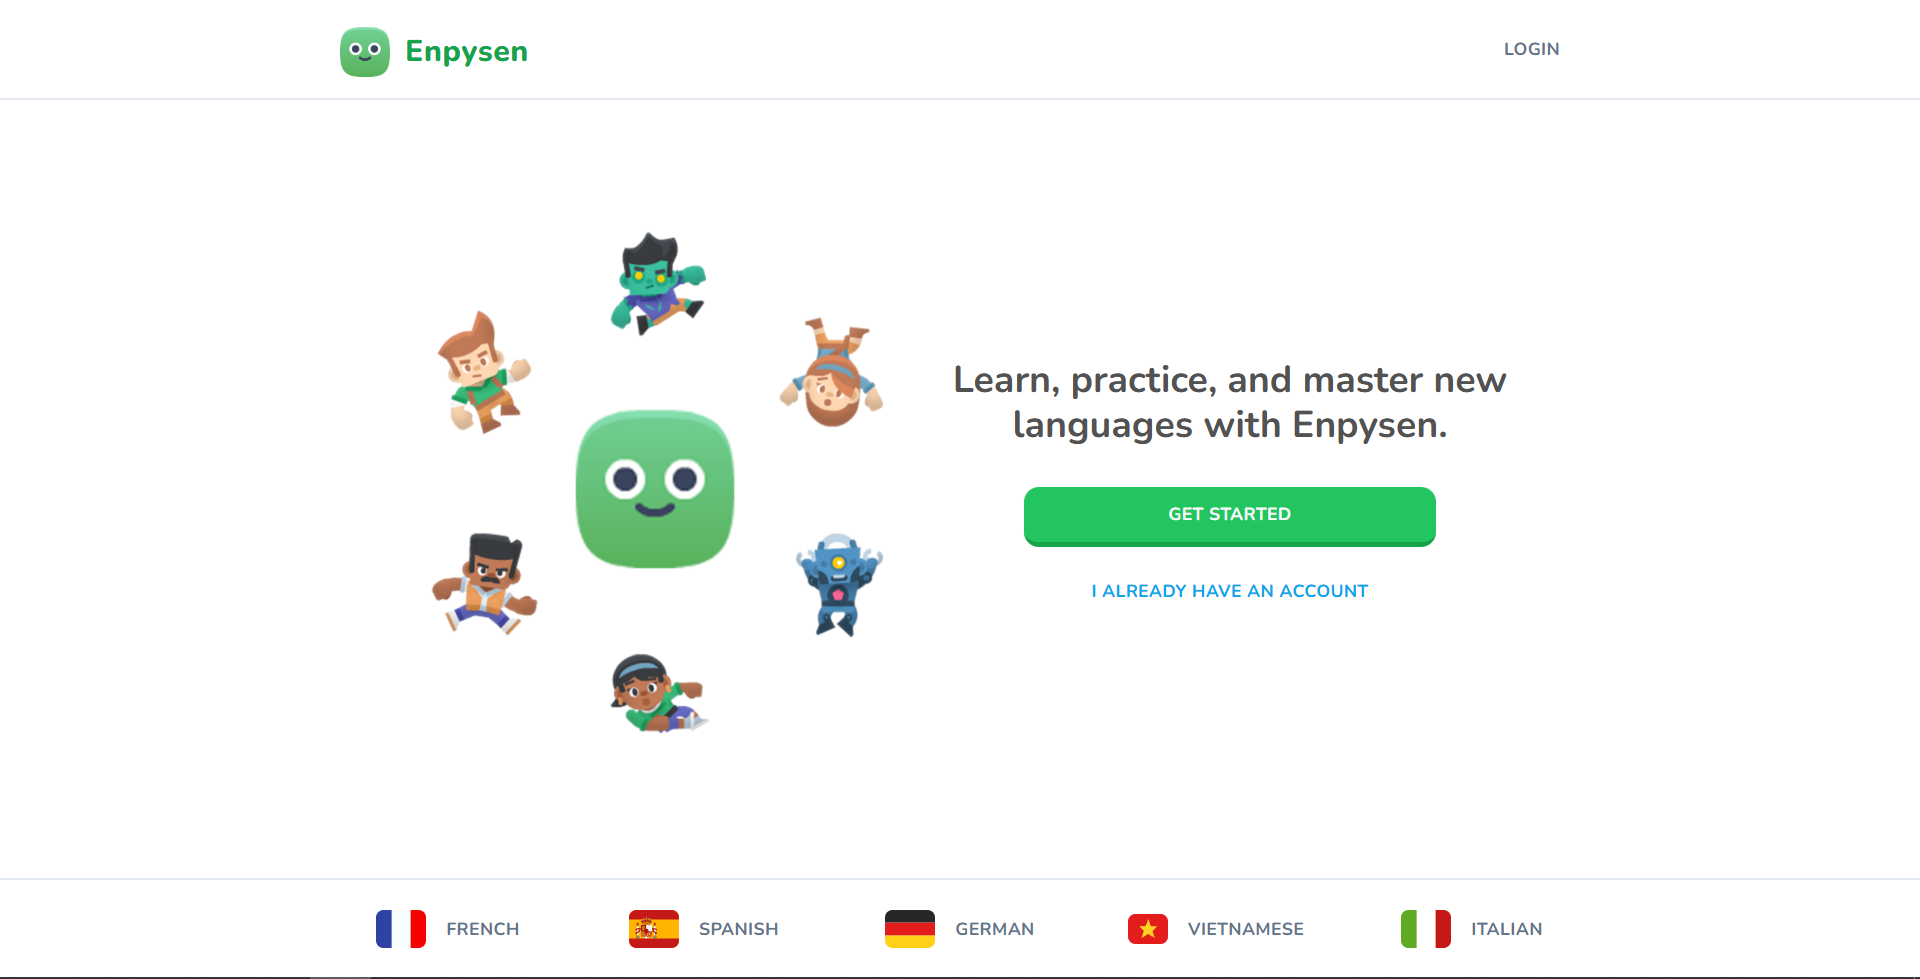 Enpysen
LOGIN
Learn, practice, and master new
languages with Enpysen.
GET STARTED
I ALREADY HAVE AN ACCOUNT
FRENCH
SPANISH
GERMAN
VIETNAMESE
ITALIAN